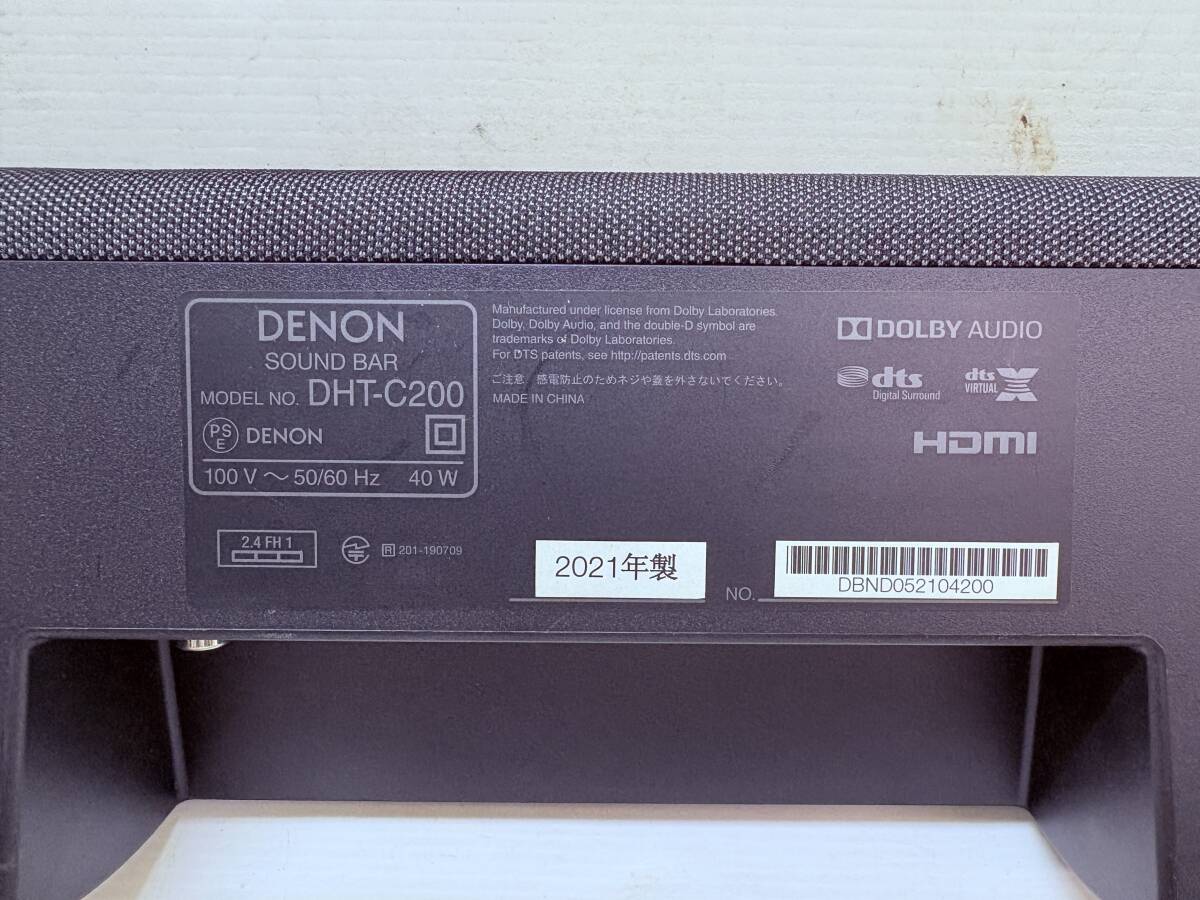 DENON
SOUND BAR
MODEL NO. DHT-C200
PS
E
DENON
100 V ～ 50/60 Hz 40 W
Manufactured under license from Dolby Laboratories.
Dolby, Dolby Audio, and the double-D symbol are
trademarks of Dolby Laboratories.
For DTS patents, see http://patents.dts.com
ご注意 感電防止のためネジや蓋を外さないでください。
MADE IN CHINA
DOLBY AUDIO
dts
Digital Surround
dts
VIRTUAL X
HDMI
2.4 FH 1
R 201-190709
2021年製
NO.
DBND052104200